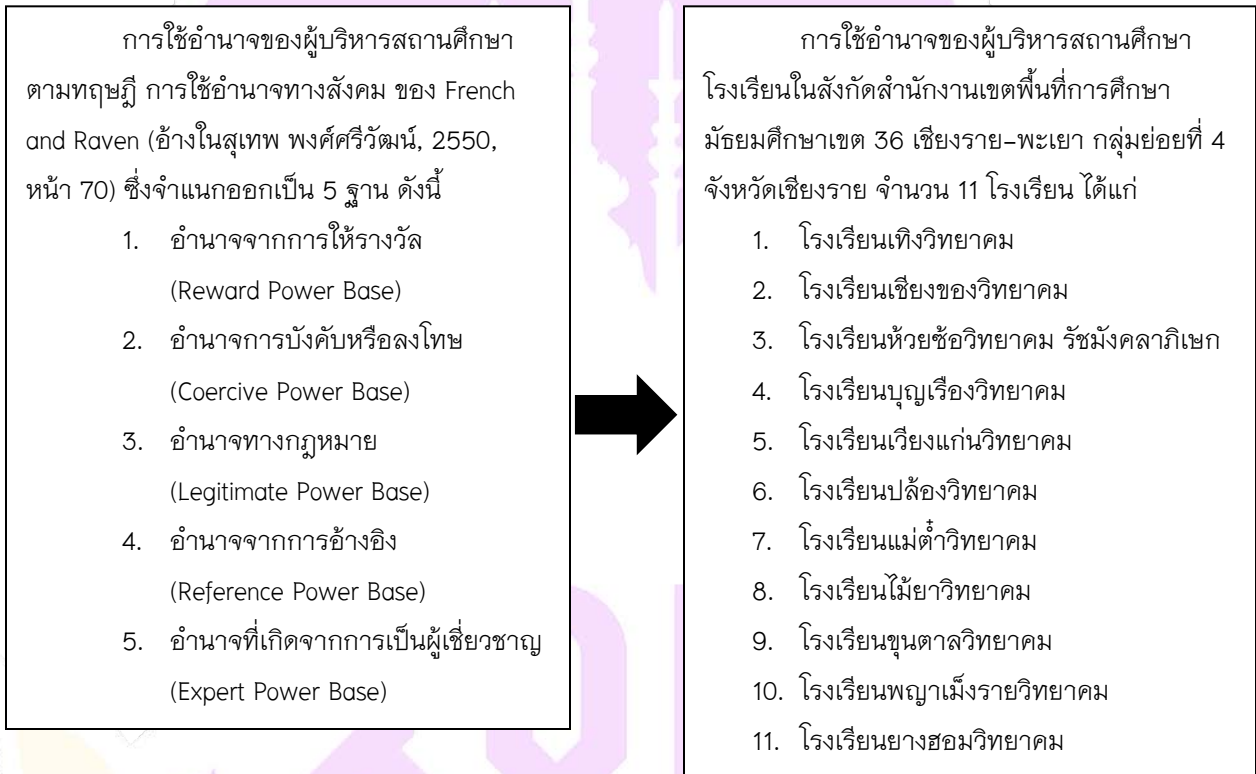 การใช้อำนาจของผู้บริหารสถานศึกษา
ตามทฤษฎี การใช้อำนาจทางสังคม ของ French
and Raven (อ้างในสุเทพ พงศ์ศรีวัฒน์, 2550,
หน้า 70) ซึ่งจำแนกออกเป็น 5 ฐาน ดังนี้
1. อำนาจจากการให้รางวัล
(Reward Power Base)
2. อำนาจการบังคับหรือลงโทษ
(Coercive Power Base)
3. อำนาจทางกฎหมาย
(Legitimate Power Base)
4. อำนาจจากการอ้างอิง
(Reference Power Base)
5. อำนาจที่เกิดจากการเป็นผู้เชี่ยวชาญ
(Expert Power Base)
การใช้อำนาจของผู้บริหารสถานศึกษา
โรงเรียนในสังกัดสำนักงานเขตพื้นที่การศึกษา
มัธยมศึกษาเขต 36 เชียงราย-พะเยา กลุ่มย่อยที่ 4
จังหวัดเชียงราย จำนวน 11 โรงเรียน ได้แก่
1. โรงเรียนเทิงวิทยาคม
2. โรงเรียนเชียงของวิทยาคม
3. โรงเรียนห้วยซ้อวิทยาคม รัชมังคลาภิเษก
4. โรงเรียนบุญเรืองวิทยาคม
5. โรงเรียนเวียงแก่นวิทยาคม
6. โรงเรียนปล้องวิทยาคม
7. โรงเรียนแม่ต๋ำวิทยาคม
8. โรงเรียนไม้ยาวิทยาคม
9. โรงเรียนขุนตาลวิทยาคม
10. โรงเรียนพญาเม็งรายวิทยาคม
11. โรงเรียนยางฮอมวิทยาคม